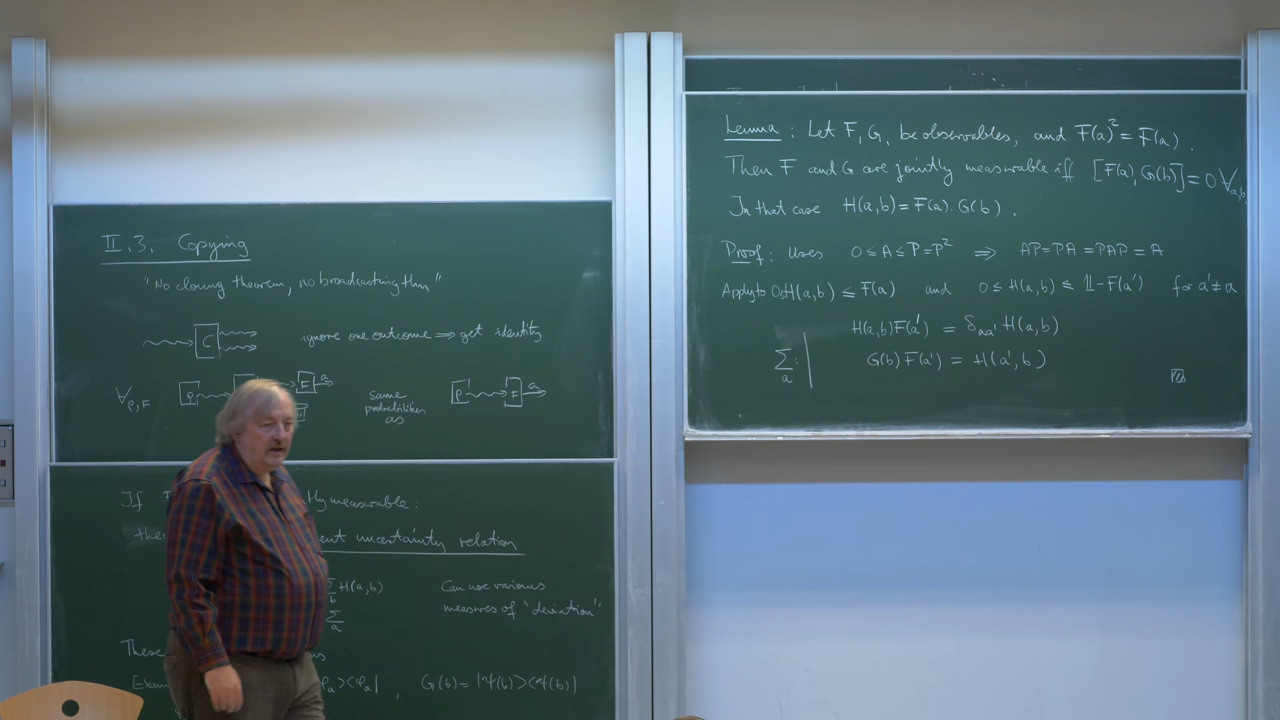 II.3. Copying
"No cloning theorem, no broadcasting thm"
C ignore one outcome ⇒ get identity
∀ρ,F ρ F a same probabilities as ρ F a
If jointly measurable:
uncertainty relation
∑b H(a,b) Can use various
∑a measures of "deviation"
These
φa><φa| , G(b) = |ψ(b)><ψ(b)|
Lemma : Let F, G, be observables, and F(a)² = F(a) .
Then F and G are jointly measurable iff [F(a), G(b)] = 0 ∀a,b
In that case H(a,b) = F(a) · G(b) .
Proof : Uses 0 ≤ A ≤ P = P² ⇒ AP = PA = PAP = A
Apply to 0 ≤ H(a,b) ≤ F(a) and 0 ≤ H(a,b) ≤ 𝟙 - F(a') for a' ≠ a
H(a,b) F(a') = δaa' H(a,b)
∑a : | G(b) F(a') = H(a',b)